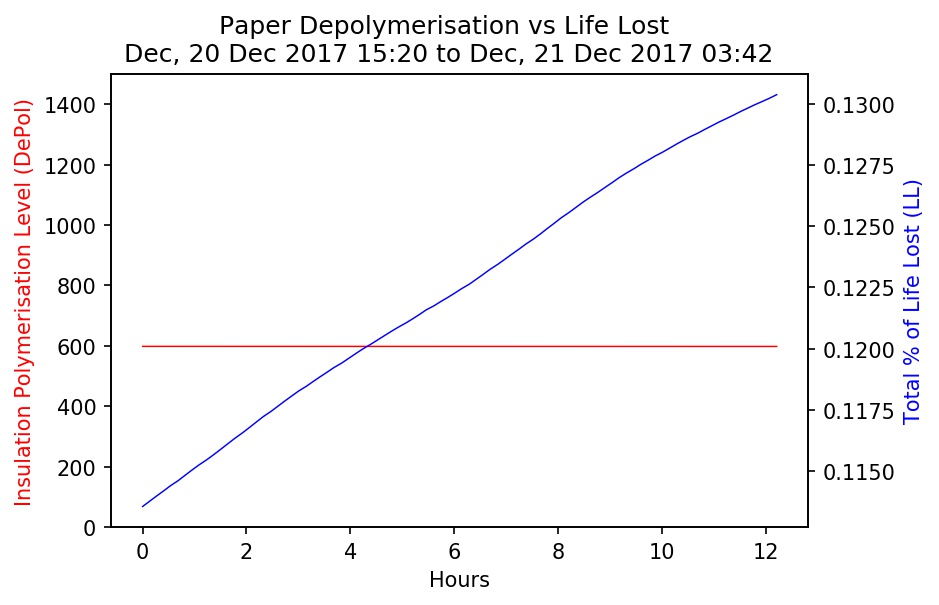 Paper Depolymerisation vs Life Lost
Dec, 20 Dec 2017 15:20 to Dec, 21 Dec 2017 03:42
Insulation Polymerisation Level (DePol)
1400
1200
1000
800
600
400
200
0
0.1300
0.1275
0.1250
0.1225
0.1200
0.1175
0.1150
Total % of Life Lost (LL)
0 2 4 6 8 10 12
Hours